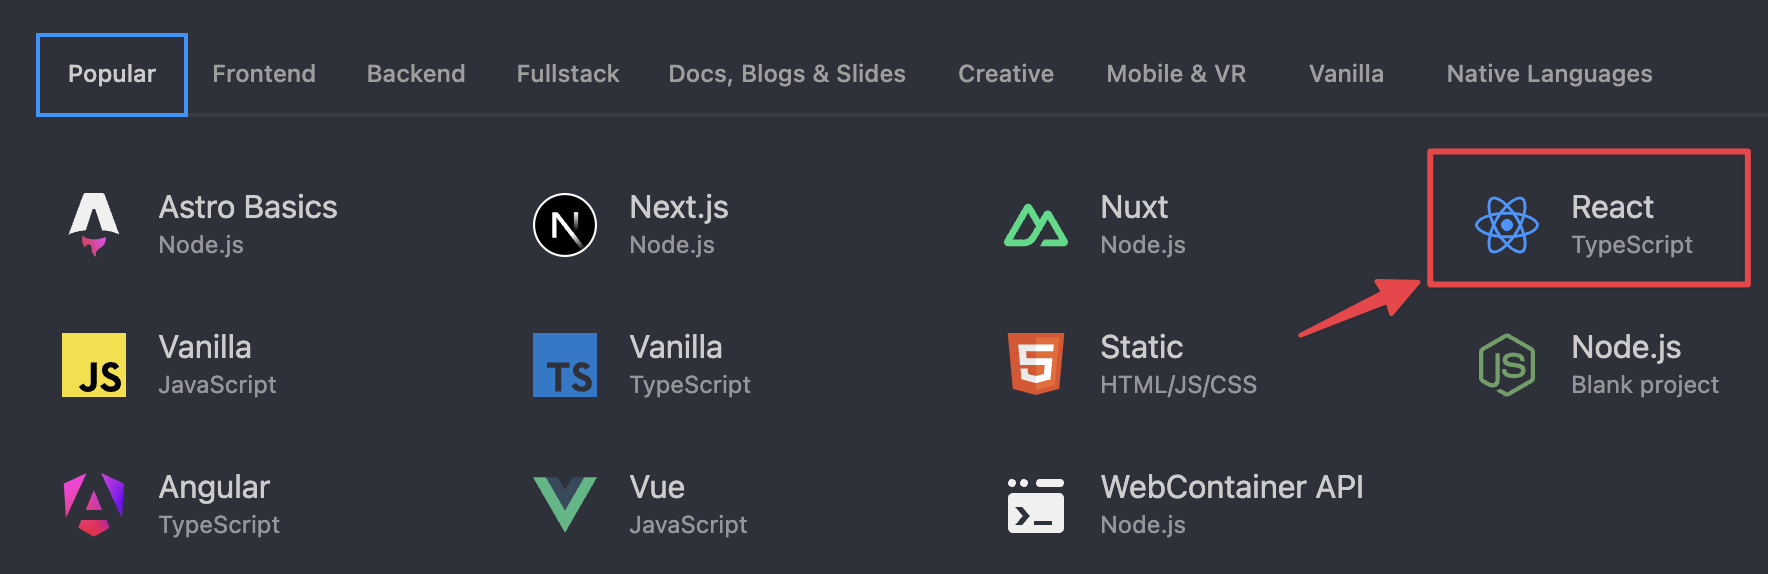 Popular Frontend Backend Fullstack Docs, Blogs & Slides Creative Mobile & VR Vanilla Native Languages
Astro Basics
Node.js
N
Next.js
Node.js
Nuxt
Node.js
React
TypeScript
JS
Vanilla
JavaScript
TS
Vanilla
TypeScript
5
Static
HTML/JS/CSS
JS
Node.js
Blank project
Angular
TypeScript
Vue
JavaScript
WebContainer API
Node.js